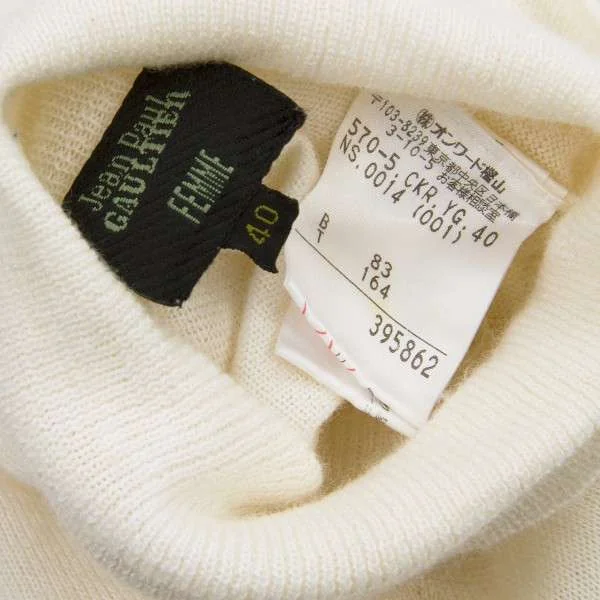 Jean Paul
GAULTIER
FEMME
40
㈱オンワード樫山
〒103-8239 東京都中央区日本橋
3-10-5 お客様相談室
570-5,CKR,YG,40
NS.0014 (001)
B 83
T 164
395862